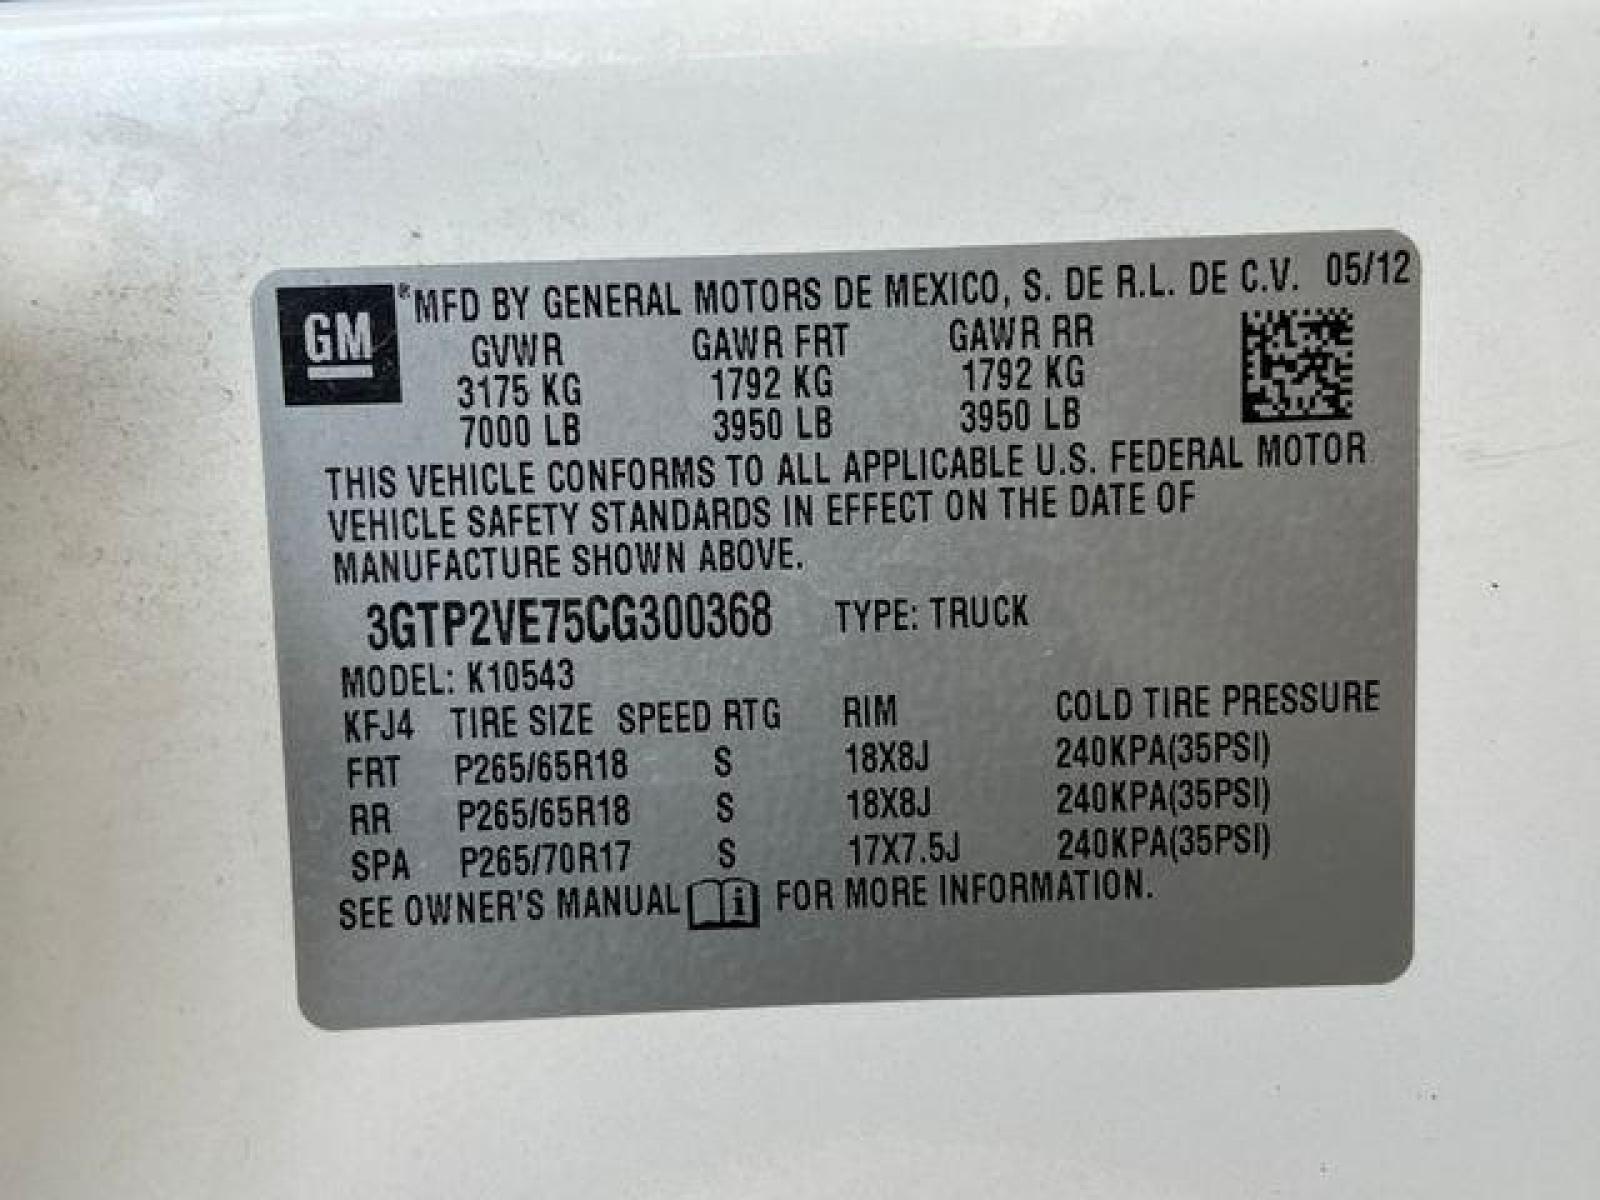 GM
® MFD BY GENERAL MOTORS DE MEXICO, S. DE R.L. DE C.V. 05/12
GVWR GAWR FRT GAWR RR
3175 KG 1792 KG 1792 KG
7000 LB 3950 LB 3950 LB
THIS VEHICLE CONFORMS TO ALL APPLICABLE U.S. FEDERAL MOTOR
VEHICLE SAFETY STANDARDS IN EFFECT ON THE DATE OF
MANUFACTURE SHOWN ABOVE.
3GTP2VE75CG300368 TYPE: TRUCK
MODEL: K10543
KFJ4 TIRE SIZE SPEED RTG RIM COLD TIRE PRESSURE
FRT P265/65R18 S 18X8J 240KPA(35PSI)
RR P265/65R18 S 18X8J 240KPA(35PSI)
SPA P265/70R17 S 17X7.5J 240KPA(35PSI)
SEE OWNER'S MANUAL i FOR MORE INFORMATION.